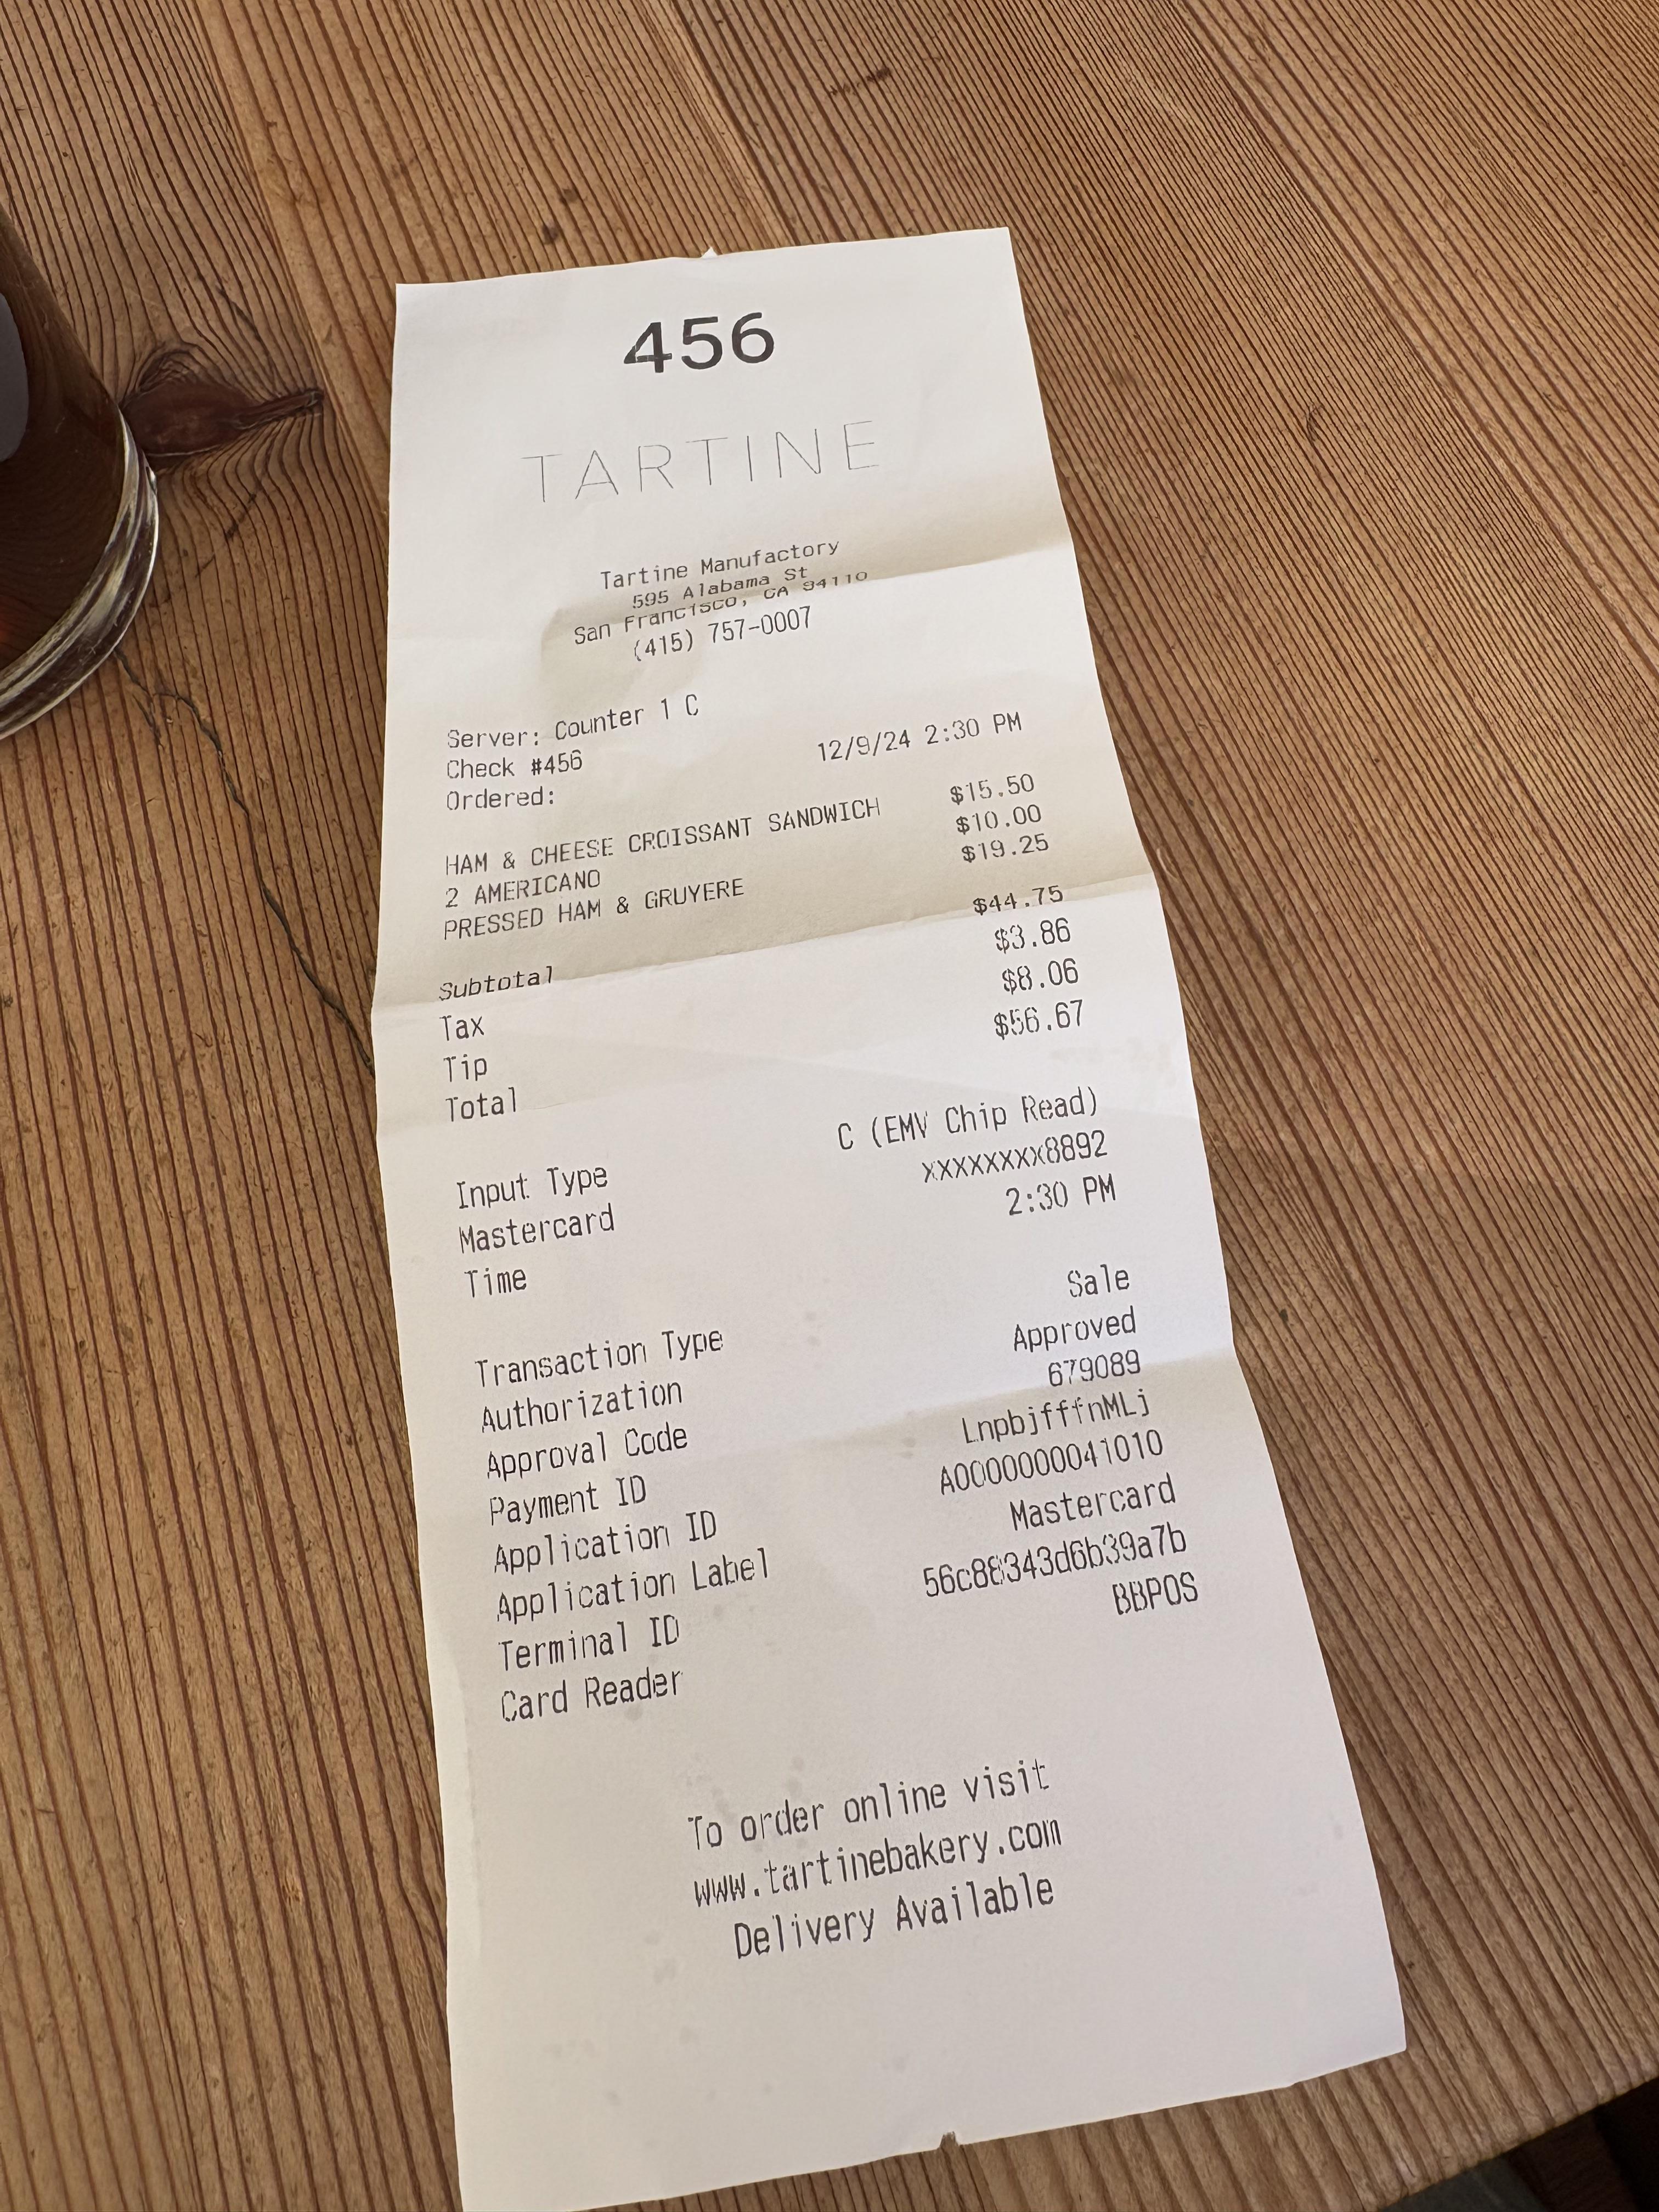 456
TARTINE
Tartine Manufactory
595 Alabama St
San Francisco, CA 94110
(415) 757-0007
Server: Counter 1 C
Check #456 12/9/24 2:30 PM
Ordered:
HAM & CHEESE CROISSANT SANDWICH $15.50
2 AMERICANO $10.00
PRESSED HAM & GRUYERE $19.25
Subtotal $44.75
Tax $3.86
Tip $8.06
Total $56.67
Input Type C (EMV Chip Read)
Mastercard xxxxxxxx8892
Time 2:30 PM
Transaction Type Sale
Authorization Approved
Approval Code 679089
Payment ID LnpbjfffnMLj
Application ID A0000000041010
Application Label Mastercard
Terminal ID 56c88343d6b39a7b
Card Reader BBPOS
To order online visit
www.tartinebakery.com
Delivery Available